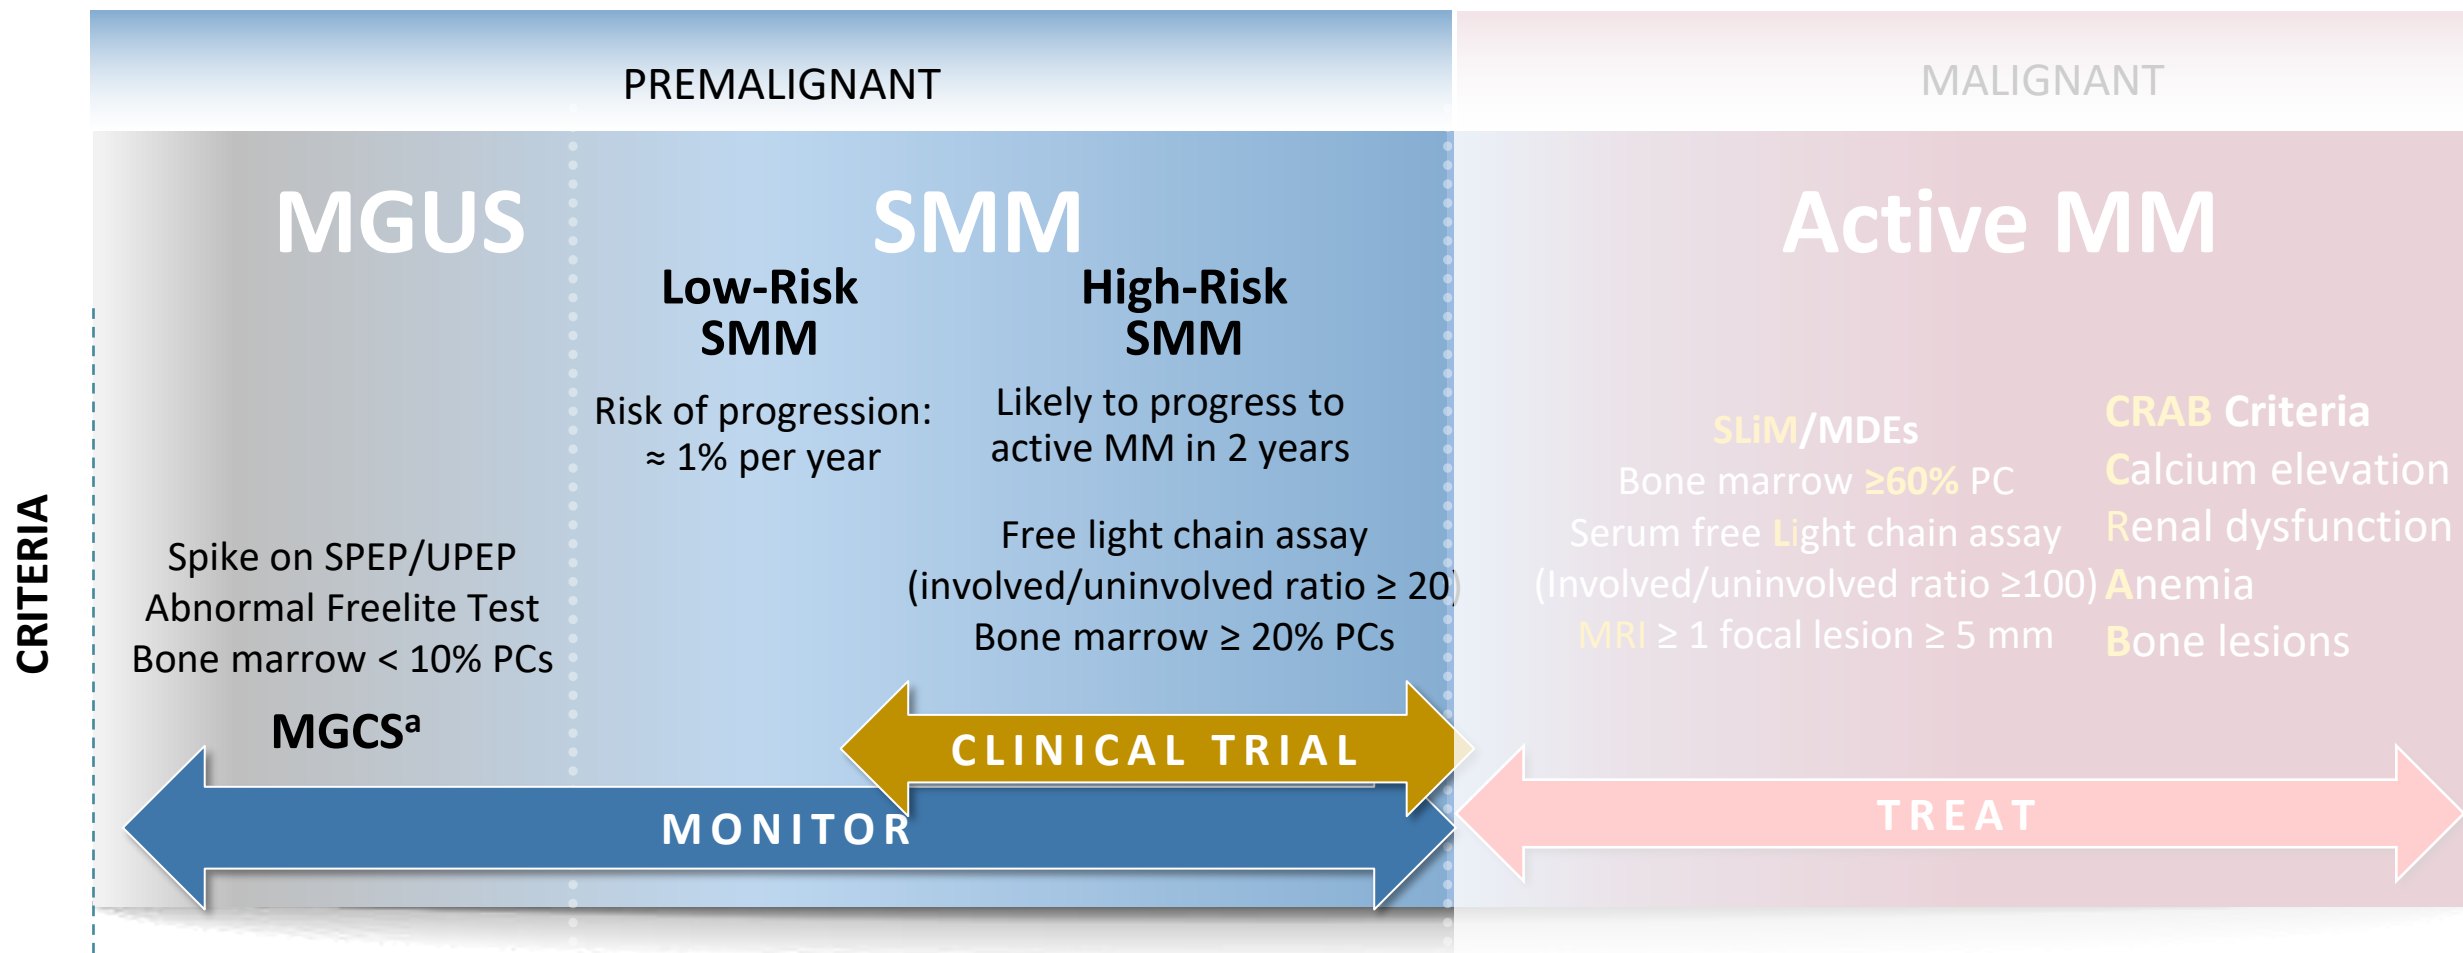 PREMALIGNANT
MALIGNANT
CRITERIA
MGUS
Spike on SPEP/UPEP
Abnormal Freelite Test
Bone marrow < 10% PCs
MGCSᵃ
SMM
Low-Risk
SMM
Risk of progression:
≈ 1% per year
High-Risk
SMM
Likely to progress to
active MM in 2 years
Free light chain assay
(involved/uninvolved ratio ≥ 20)
Bone marrow ≥ 20% PCs
Active MM
SLiM/MDEs
Bone marrow ≥60% PC
Serum free Light chain assay
(Involved/uninvolved ratio ≥100)
MRI ≥ 1 focal lesion ≥ 5 mm
CRAB Criteria
Calcium elevation
Renal dysfunction
Anemia
Bone lesions
CLINICAL TRIAL
MONITOR
TREAT